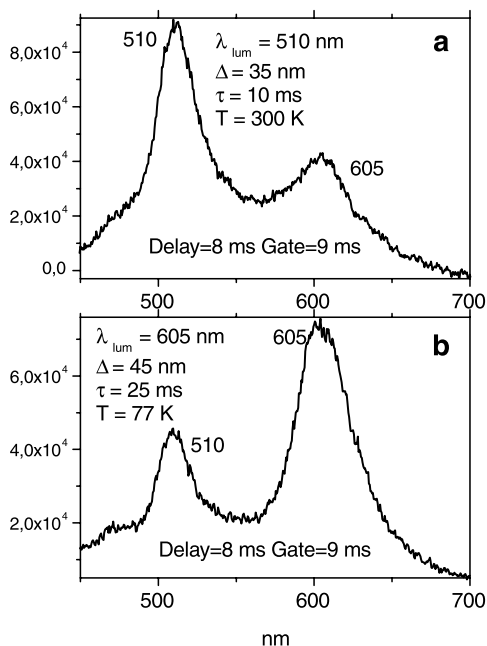 a
8,0x10⁴
6,0x10⁴
4,0x10⁴
2,0x10⁴
0,0
510
λ lum = 510 nm
Δ = 35 nm
τ = 10 ms
T = 300 K
605
Delay=8 ms Gate=9 ms
500 600 700
b
6,0x10⁴
4,0x10⁴
2,0x10⁴
λ lum = 605 nm
Δ = 45 nm
τ = 25 ms
T = 77 K
605
510
Delay=8 ms Gate=9 ms
500 600 700
nm